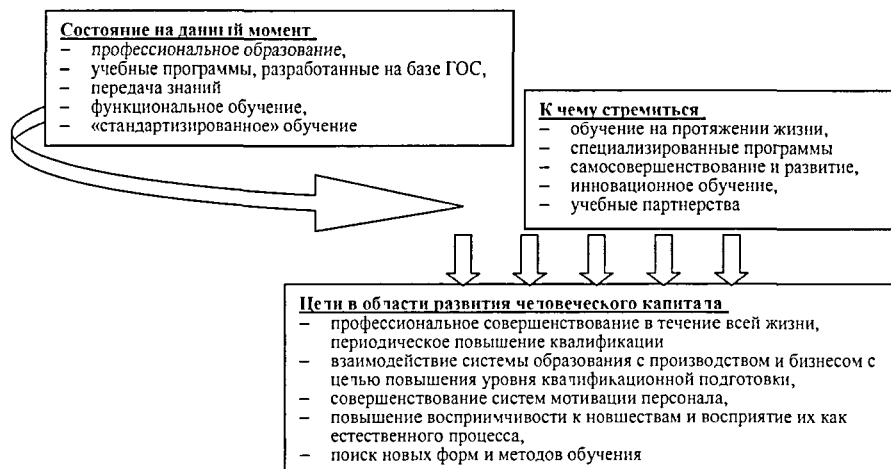 Состояние на данный момент
– профессиональное образование,
– учебные программы, разработанные на базе ГОС,
– передача знаний
– функциональное обучение,
– «стандартизированное» обучение
К чему стремиться
– обучение на протяжении жизни,
– специализированные программы
– самосовершенствование и развитие,
– инновационное обучение,
– учебные партнерства
Цели в области развития человеческого капитала
– профессиональное совершенствование в течение всей жизни,
периодическое повышение квалификации
– взаимодействие системы образования с производством и бизнесом с
целью повышения уровня квалификационной подготовки,
– совершенствование систем мотивации персонала,
– повышение восприимчивости к новшествам и восприятие их как
естественного процесса,
– поиск новых форм и методов обучения